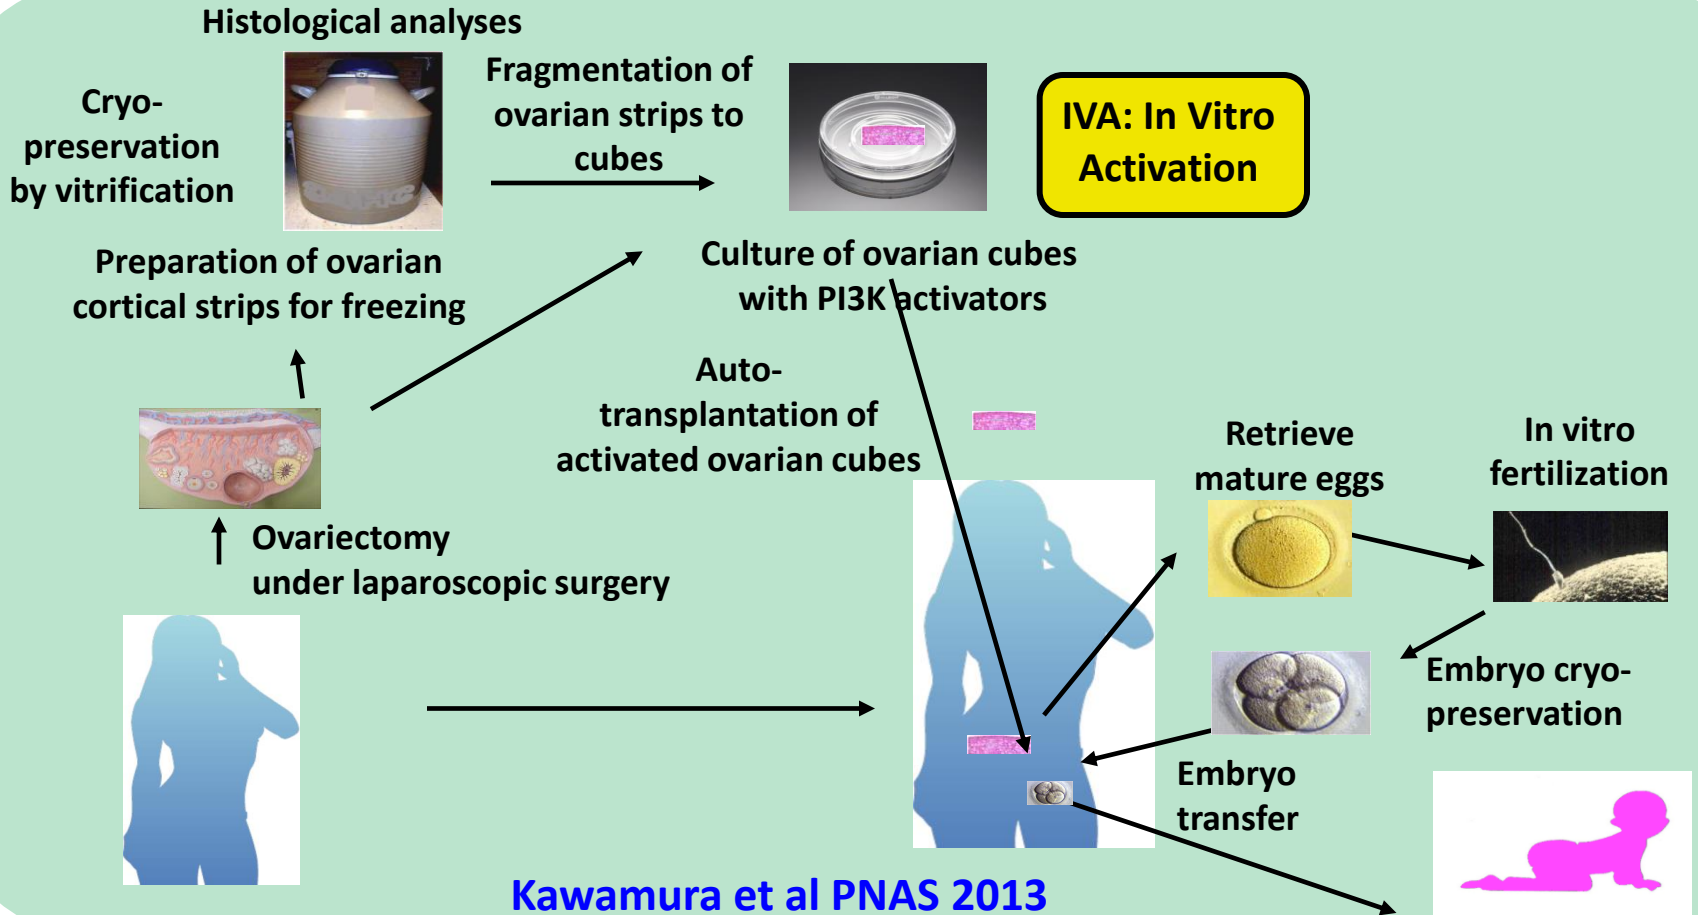 Histological analyses
Cryo-
preservation
by vitrification
Fragmentation of
ovarian strips to
cubes
IVA: In Vitro
Activation
Preparation of ovarian
cortical strips for freezing
Culture of ovarian cubes
with PI3K activators
Auto-
transplantation of
activated ovarian cubes
Retrieve
mature eggs
In vitro
fertilization
Ovariectomy
under laparoscopic surgery
Embryo cryo-
preservation
Embryo
transfer
Kawamura et al PNAS 2013